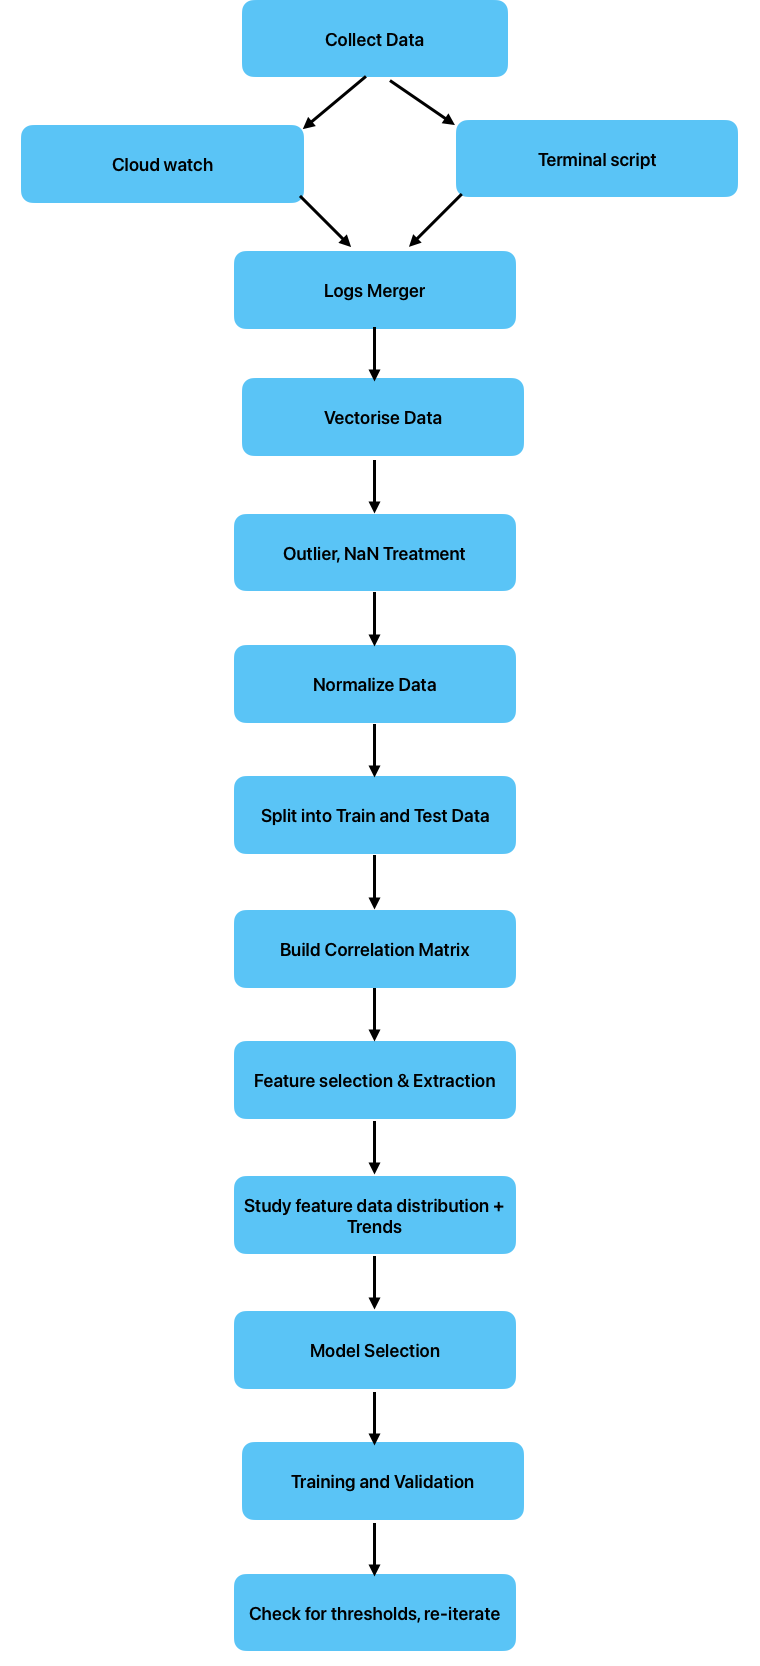 Collect Data
Cloud watch
Terminal script
Logs Merger
Vectorise Data
Outlier, NaN Treatment
Normalize Data
Split into Train and Test Data
Build Correlation Matrix
Feature selection & Extraction
Study feature data distribution +
Trends
Model Selection
Training and Validation
Check for thresholds, re-iterate